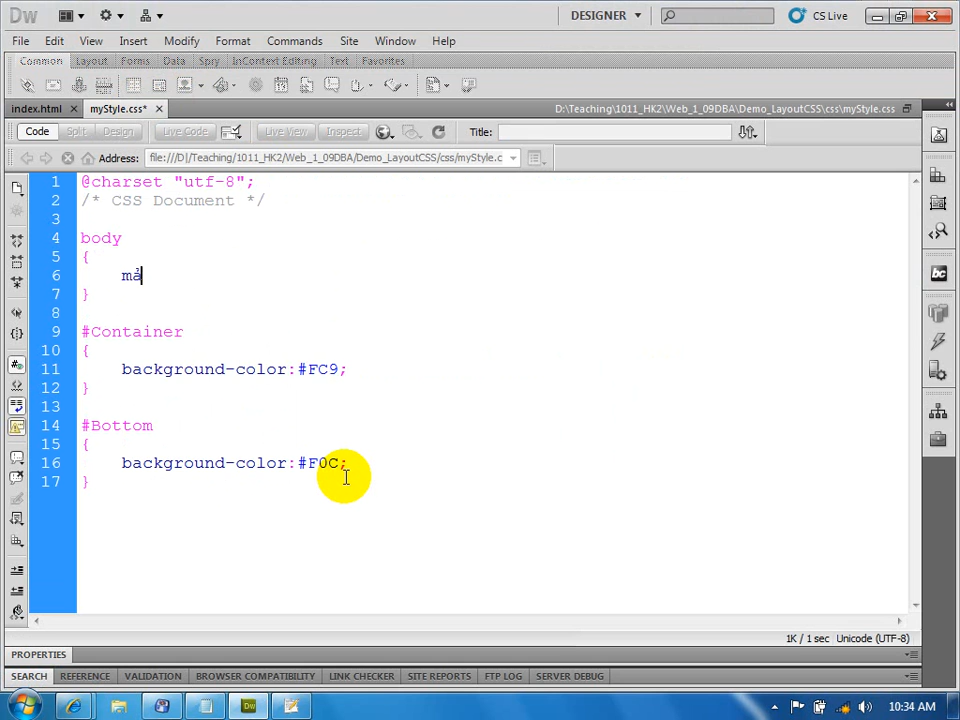 Dw
DESIGNER
CS Live
File Edit View Insert Modify Format Commands Site Window Help
Common Layout Forms Data Spry InContext Editing Text Favorites
index.html myStyle.css* D:\Teaching\1011_HK2\Web_1_09DBA\Demo_LayoutCSS\css\myStyle.css
Code Split Design Live Code Live View Inspect Title:
Address: file:///D|/Teaching/1011_HK2/Web_1_09DBA/Demo_LayoutCSS/css/myStyle.c
1 @charset "utf-8";
2 /* CSS Document */
3
4 body
5 {
6 mả
7 }
8
9 #Container
10 {
11 background-color:#FC9;
12 }
13
14 #Bottom
15 {
16 background-color:#F0C;
17 }
bc
1K / 1 sec Unicode (UTF-8)
PROPERTIES
SEARCH REFERENCE VALIDATION BROWSER COMPATIBILITY LINK CHECKER SITE REPORTS FTP LOG SERVER DEBUG
Dw
10:34 AM